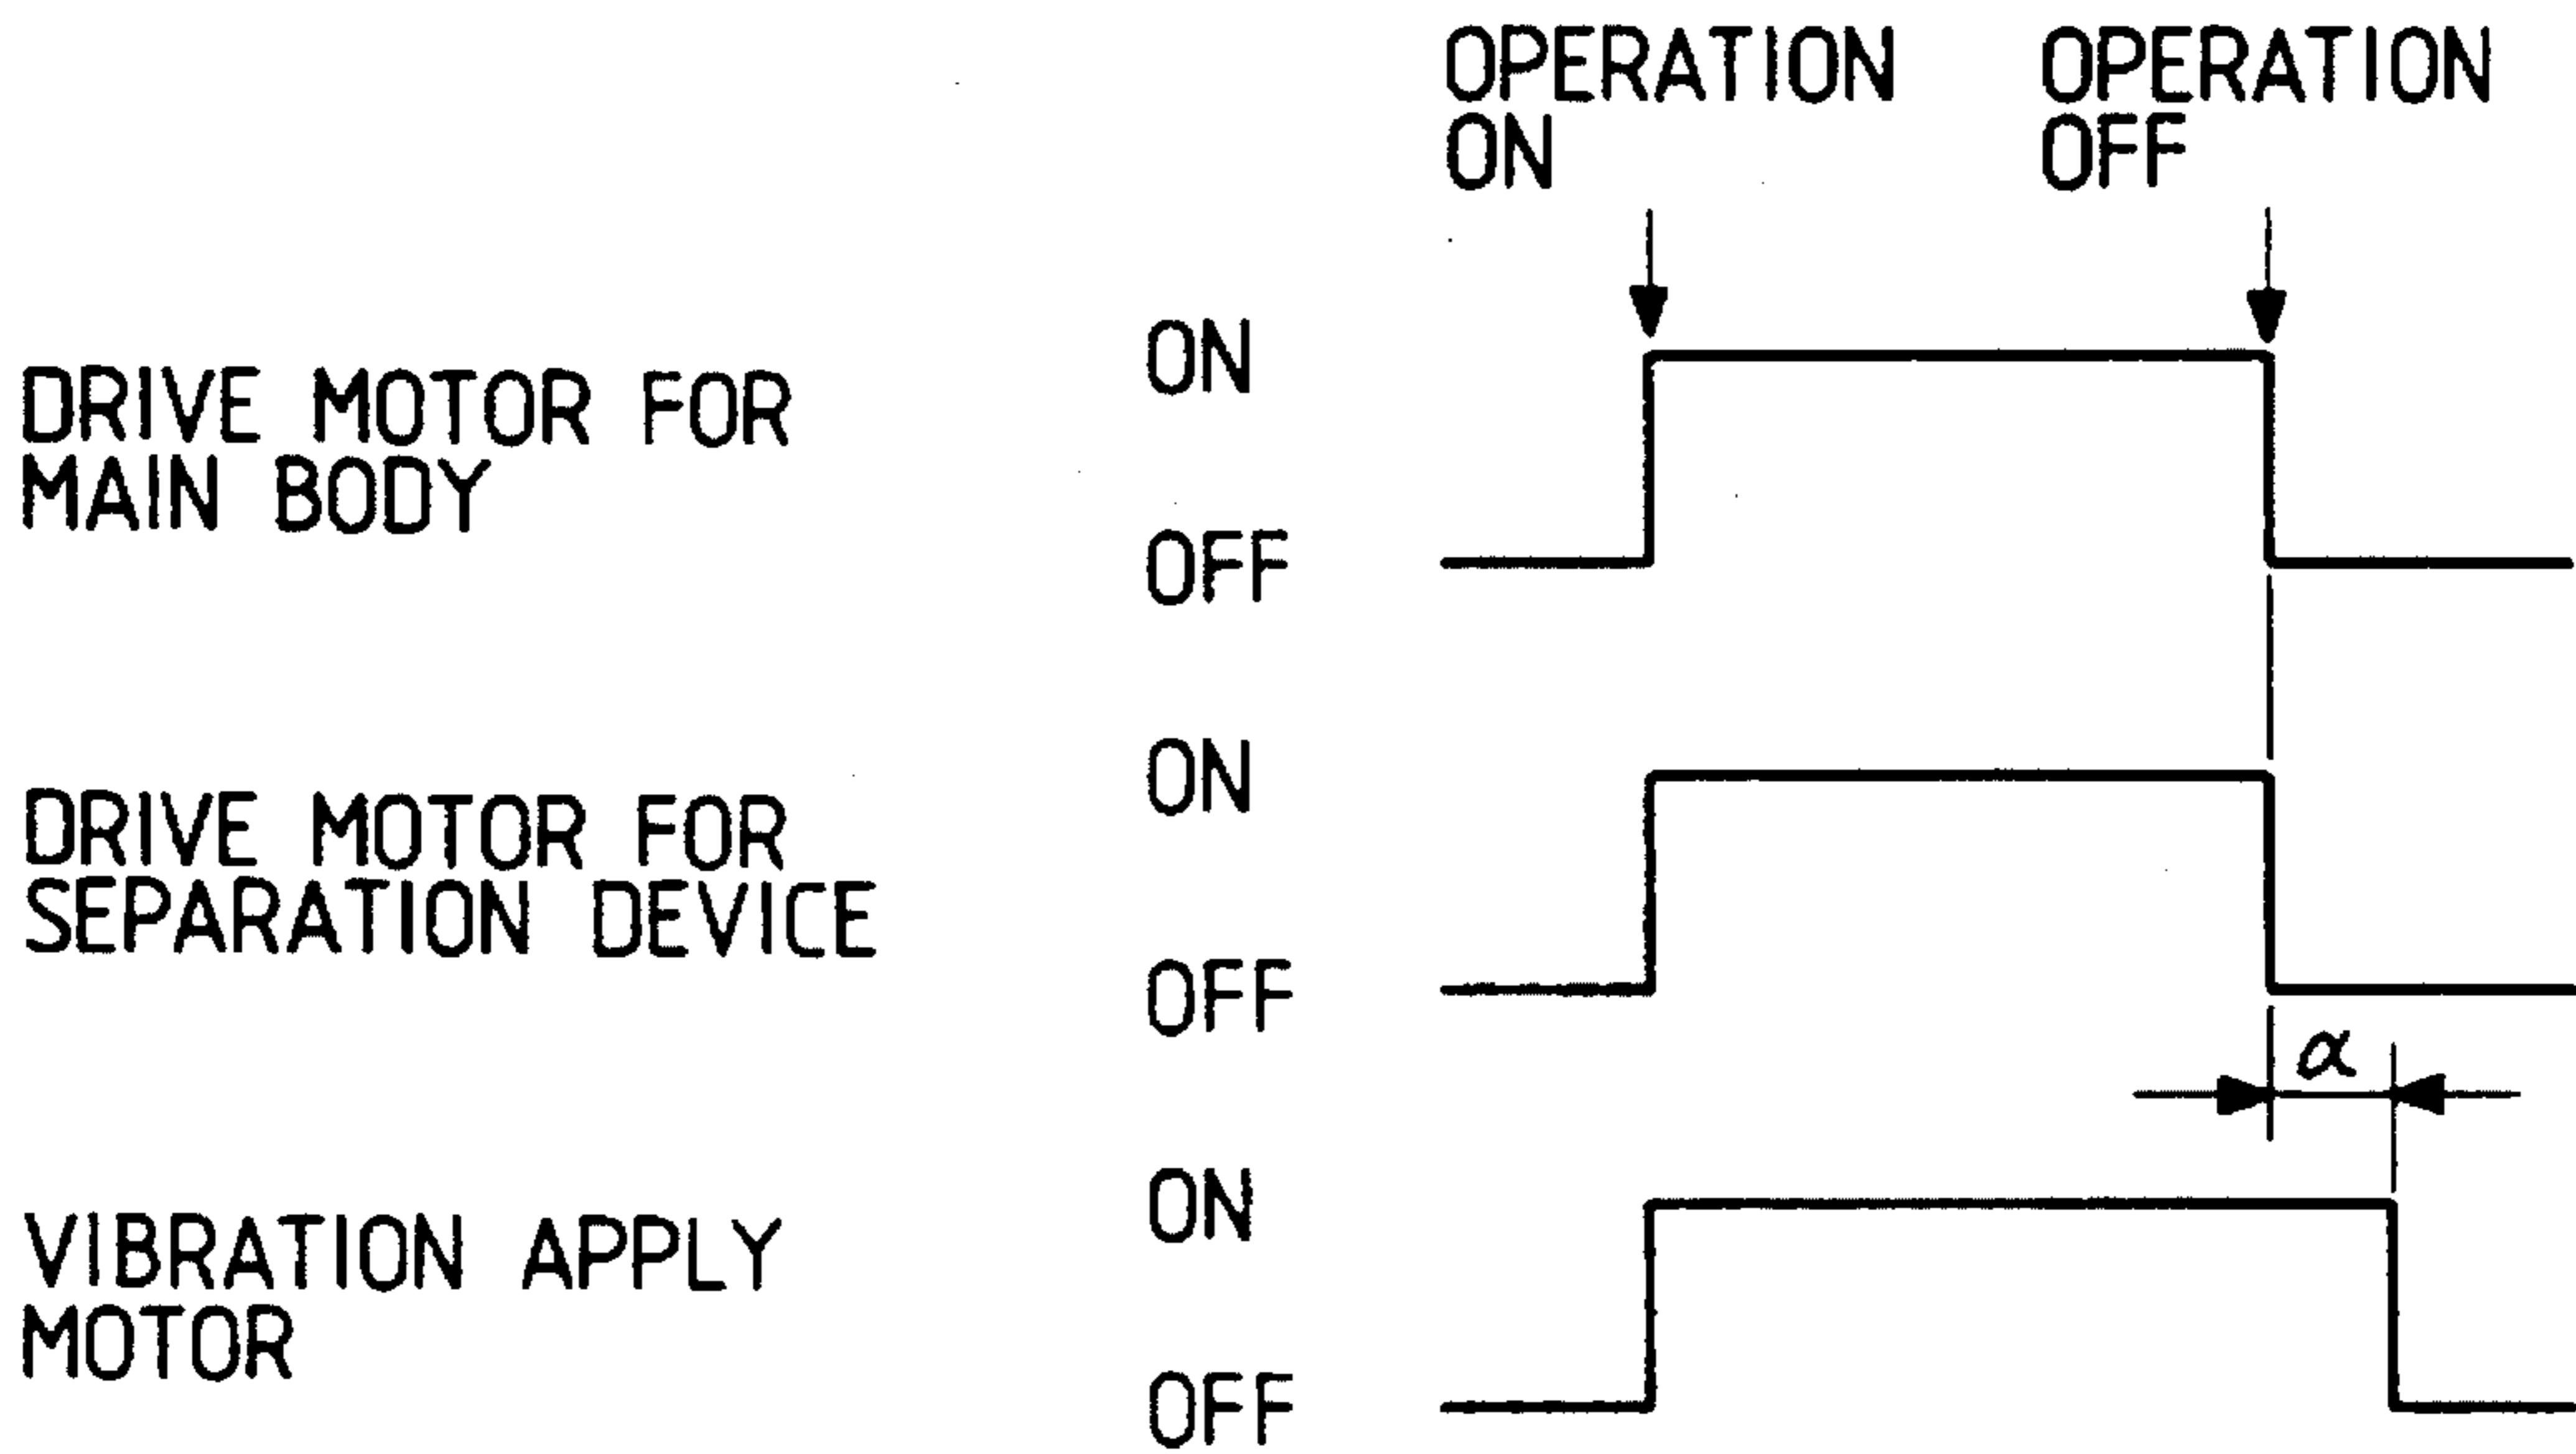 OPERATION
ON
OPERATION
OFF
DRIVE MOTOR FOR
MAIN BODY
ON
OFF
DRIVE MOTOR FOR
SEPARATION DEVICE
ON
OFF
α
VIBRATION APPLY
MOTOR
ON
OFF